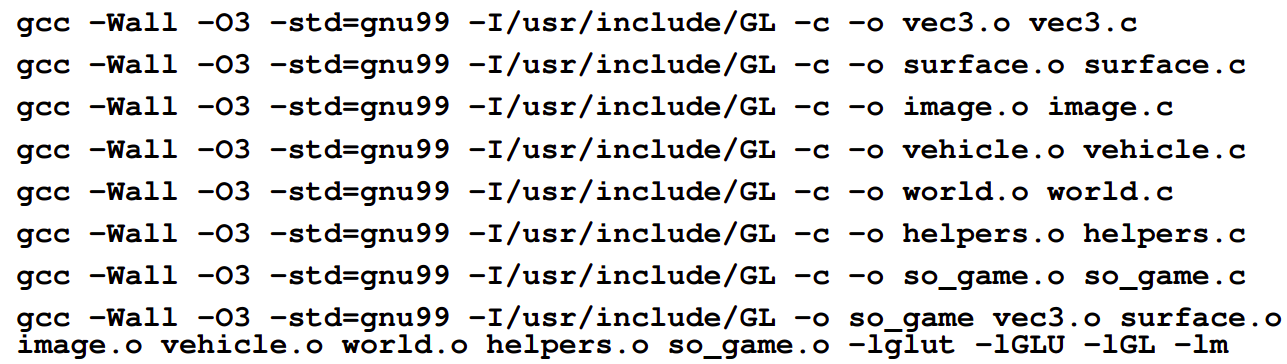 gcc -Wall -O3 -std=gnu99 -I/usr/include/GL -c -o vec3.o vec3.c
gcc -Wall -O3 -std=gnu99 -I/usr/include/GL -c -o surface.o surface.c
gcc -Wall -O3 -std=gnu99 -I/usr/include/GL -c -o image.o image.c
gcc -Wall -O3 -std=gnu99 -I/usr/include/GL -c -o vehicle.o vehicle.c
gcc -Wall -O3 -std=gnu99 -I/usr/include/GL -c -o world.o world.c
gcc -Wall -O3 -std=gnu99 -I/usr/include/GL -c -o helpers.o helpers.c
gcc -Wall -O3 -std=gnu99 -I/usr/include/GL -c -o so_game.o so_game.c
gcc -Wall -O3 -std=gnu99 -I/usr/include/GL -o so_game vec3.o surface.o
image.o vehicle.o world.o helpers.o so_game.o -lglut -lGLU -lGL -lm